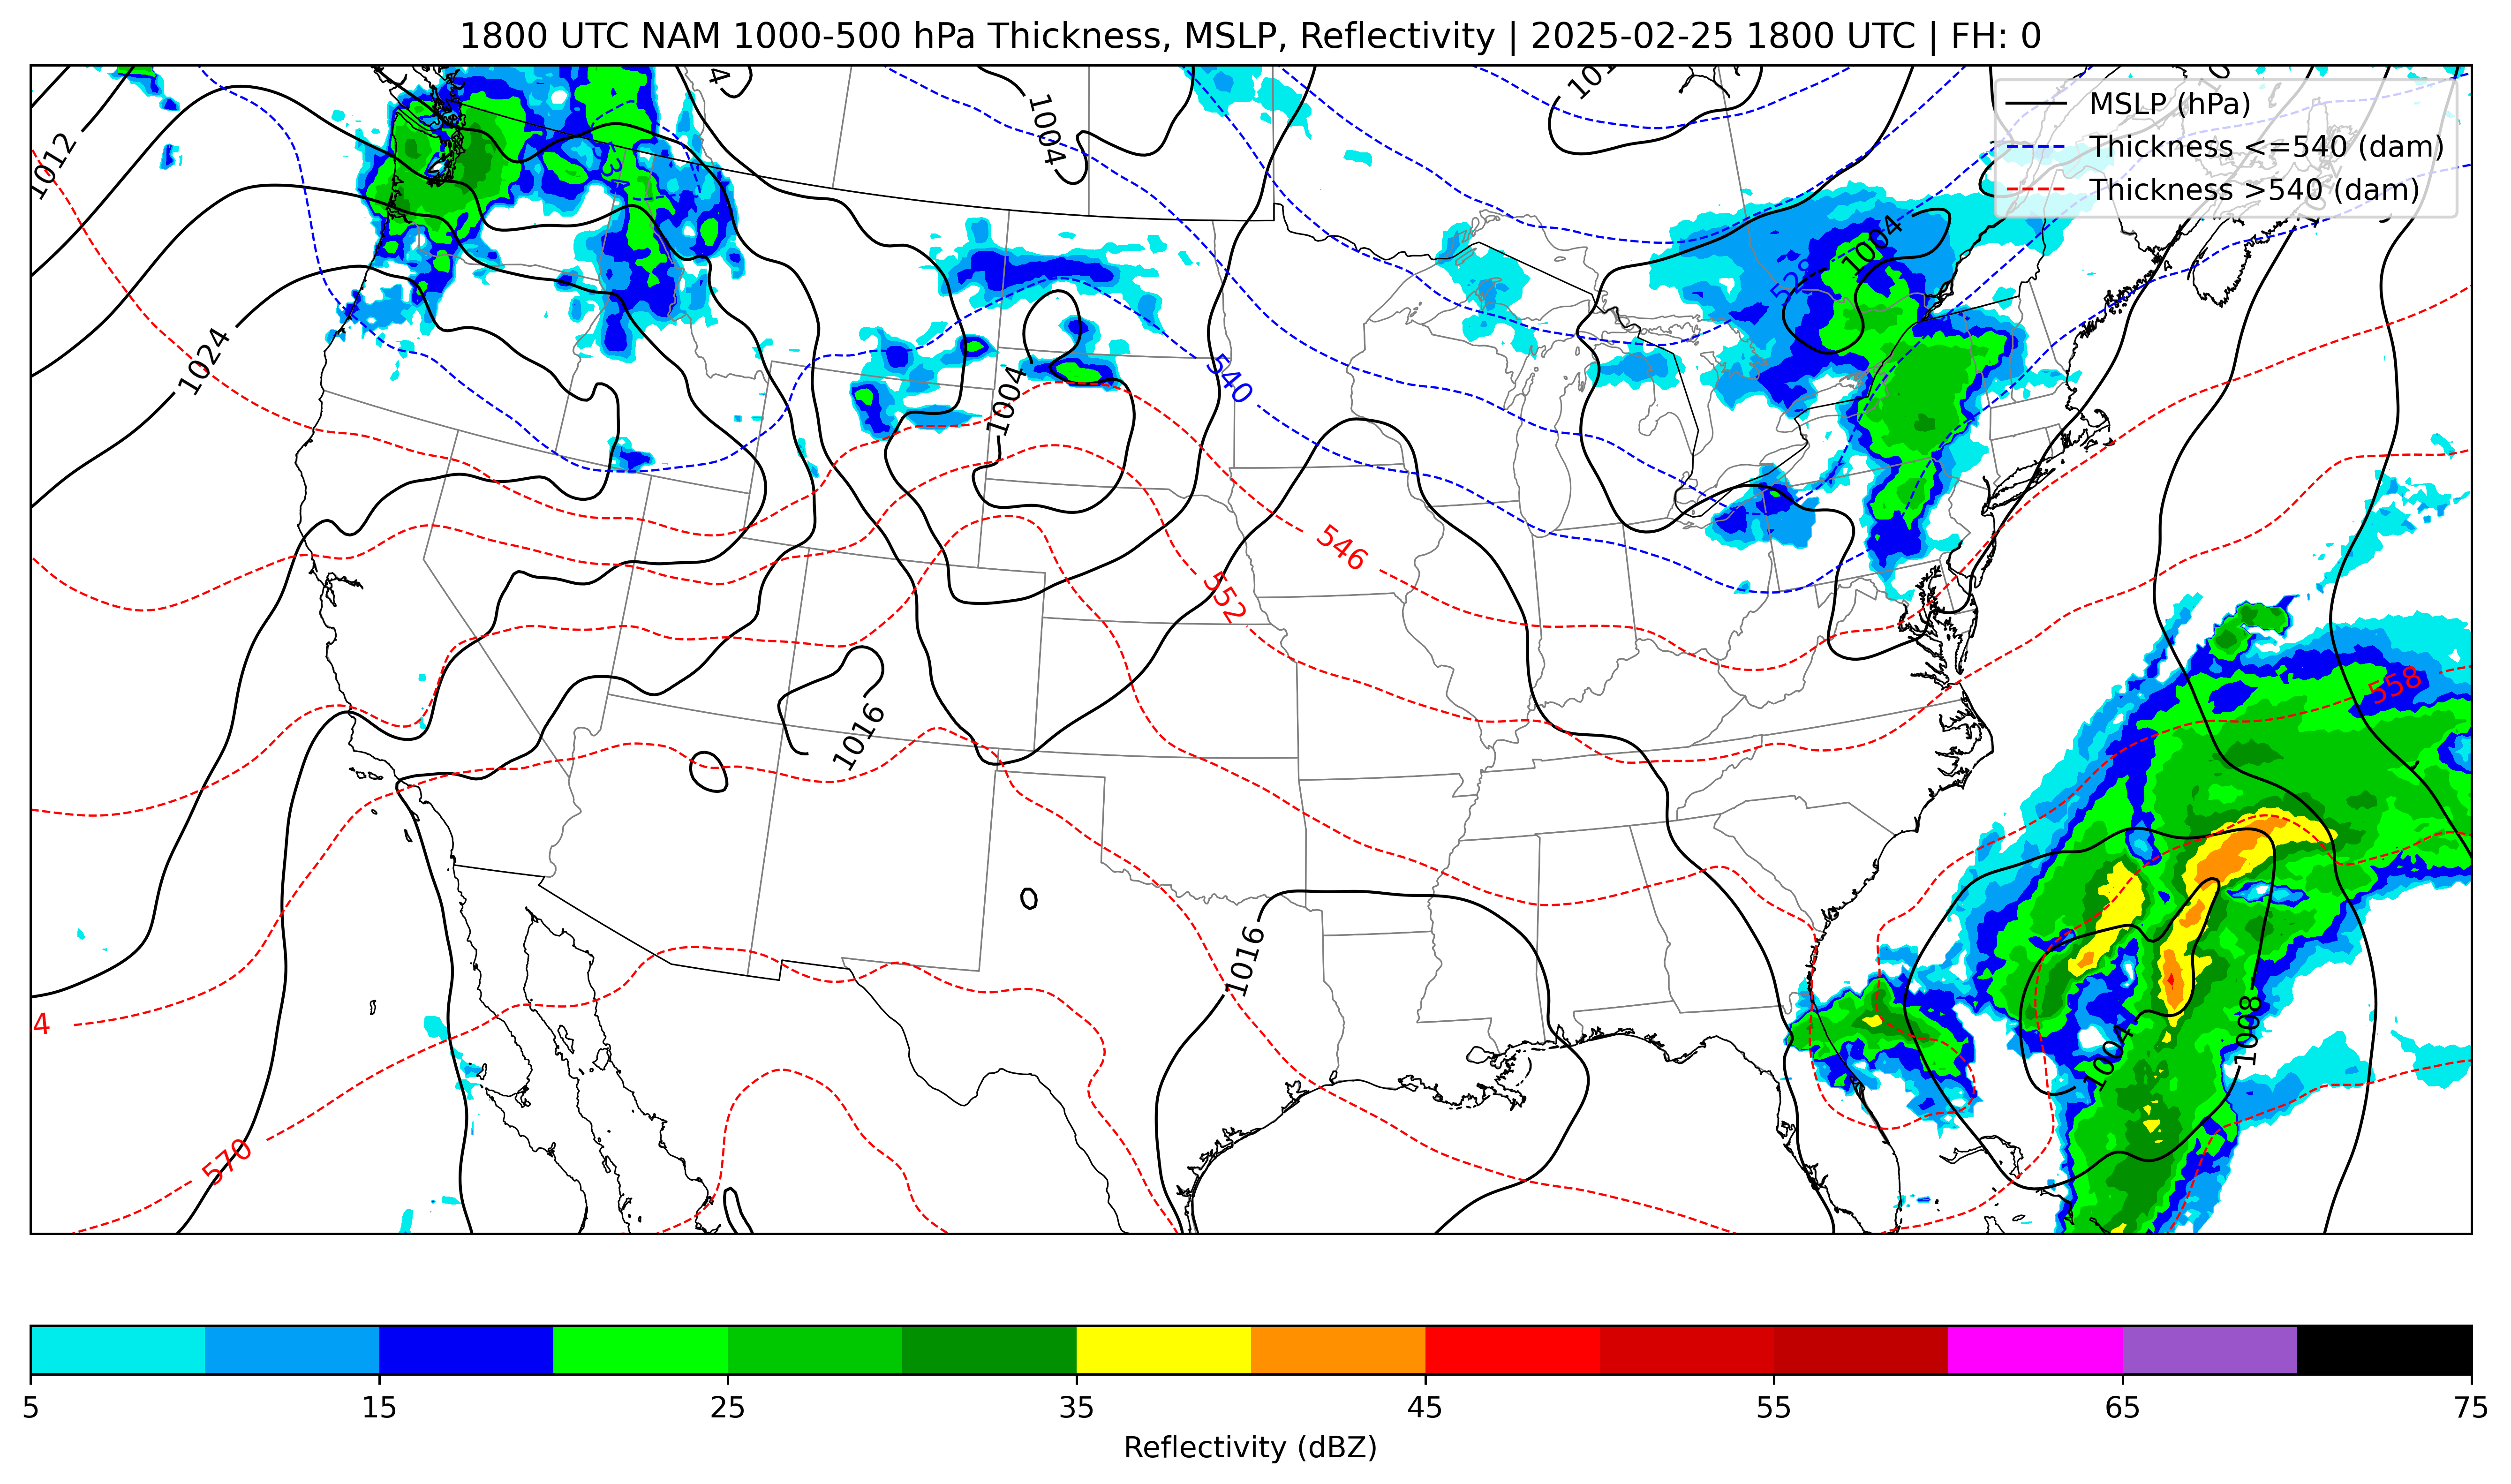 1800 UTC NAM 1000-500 hPa Thickness, MSLP, Reflectivity | 2025-02-25 1800 UTC | FH: 0
MSLP (hPa)
Thickness <=540 (dam)
Thickness >540 (dam)
1012
4
1004
1004
528
1024
540
1004
546
552
558
1016
1016
4
1008
1004
570
5 15 25 35 45 55 65 75
Reflectivity (dBZ)